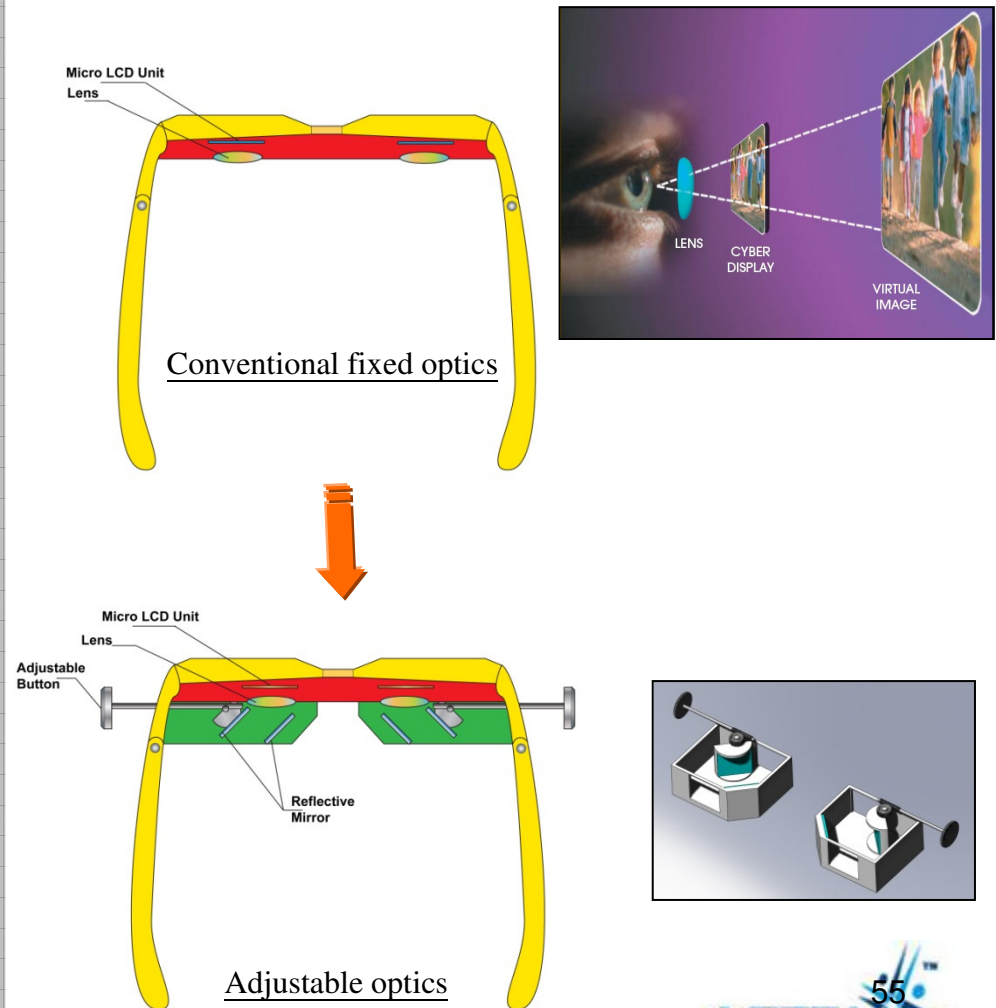 Micro LCD Unit
Lens
Conventional fixed optics
LENS
CYBER
DISPLAY
VIRTUAL
IMAGE
Micro LCD Unit
Lens
Adjustable
Button
Reflective
Mirror
Adjustable optics
TM
55